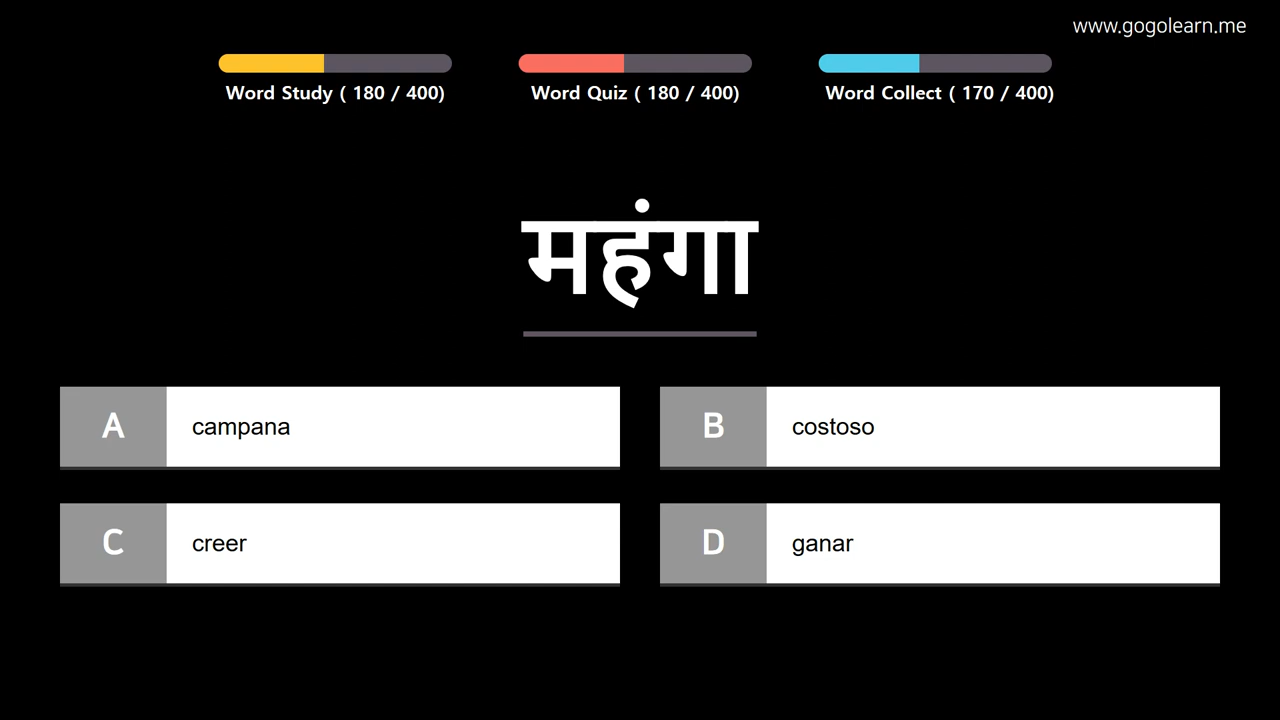 www.gogolearn.me
Word Study ( 180 / 400)
Word Quiz ( 180 / 400)
Word Collect ( 170 / 400)
महंगा
A campana
B costoso
C creer
D ganar